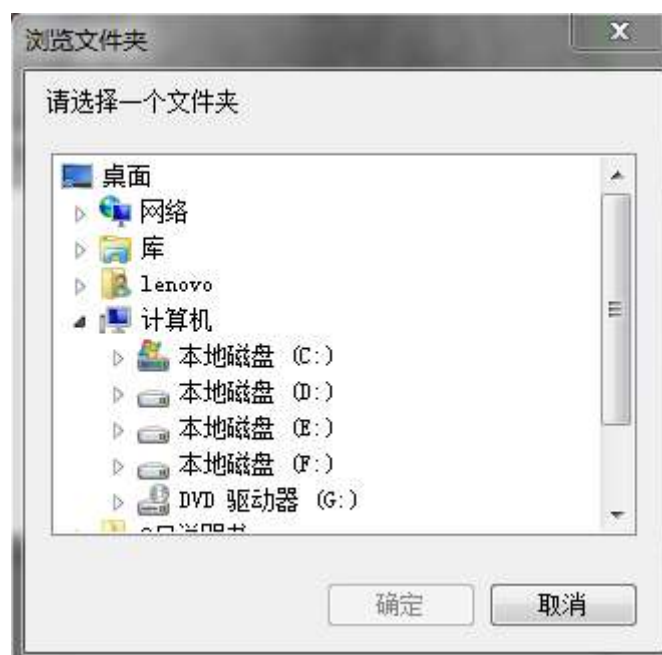 浏览文件夹
请选择一个文件夹
桌面
网络
库
lenovo
计算机
本地磁盘 (C:)
本地磁盘 (D:)
本地磁盘 (E:)
本地磁盘 (F:)
DVD 驱动器 (G:)
确定
取消